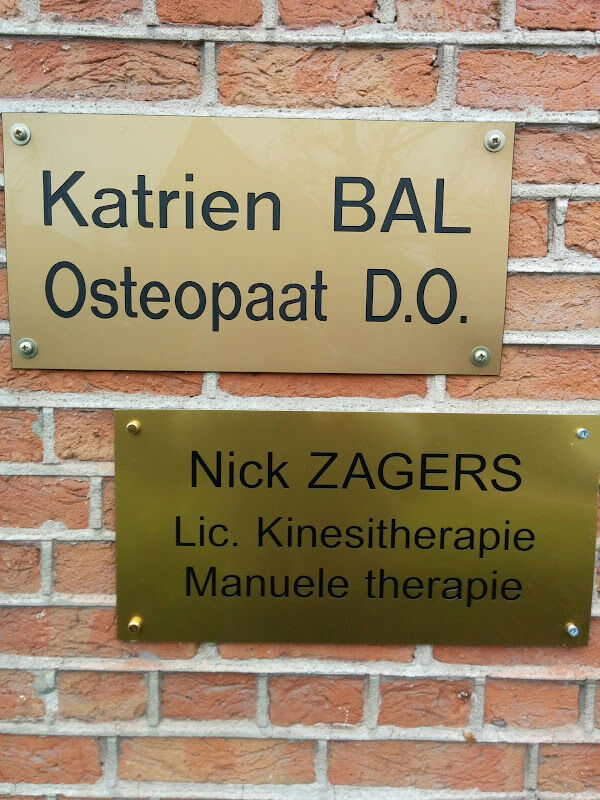 Katrien BAL
Osteopaat D.O.
Nick ZAGERS
Lic. Kinesitherapie
Manuele therapie